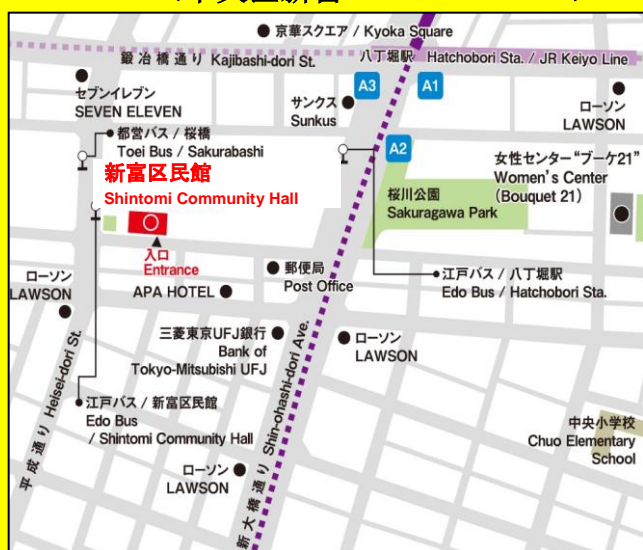 京華スクエア / Kyoka Square
鍛冶橋通り Kajibashi-dori St.
八丁堀駅 Hatchobori Sta. / JR Keiyo Line
セブンイレブン
SEVEN ELEVEN
サンクス
Sunkus
A3
A1
ローソン
LAWSON
都営バス / 桜橋
Toei Bus / Sakurabashi
A2
女性センター“ブーケ21”
Women's Center
(Bouquet 21)
新富区民館
Shintomi Community Hall
桜川公園
Sakuragawa Park
入口
Entrance
郵便局
Post Office
江戸バス / 八丁堀駅
Edo Bus / Hatchobori Sta.
ローソン
LAWSON
APA HOTEL
三菱東京UFJ銀行
Bank of
Tokyo-Mitsubishi UFJ
ローソン
LAWSON
江戸バス / 新富区民館
Edo Bus
/ Shintomi Community Hall
中央小学校
Chuo Elementary
School
ローソン
LAWSON
平成通り Heisei-dori St.
新大橋通り Shin-ohashi-dori Ave.